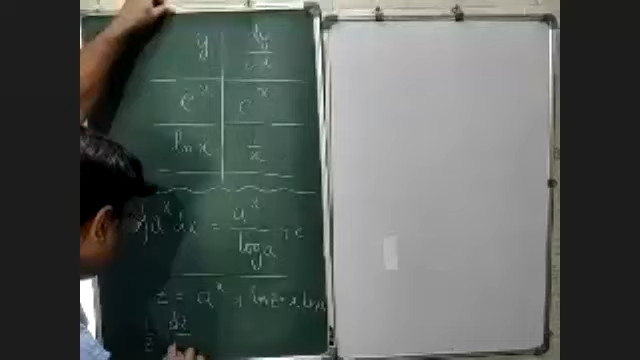 y dy/dx
e^x e^x
ln x 1/x
∫a^x dx = a^x/log a + c
z = a^x, ln z = x ln a
1/z dz